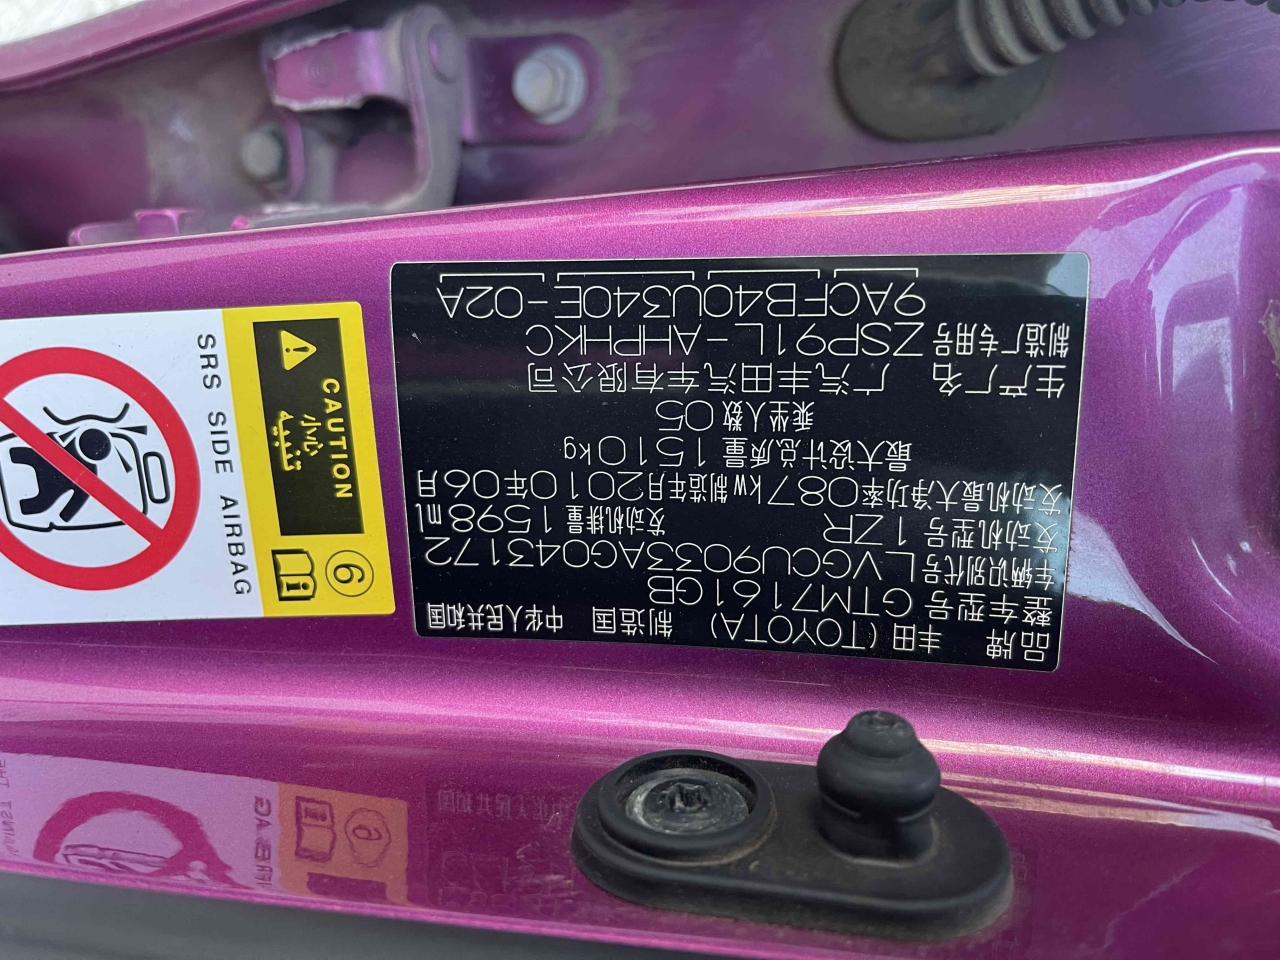 品牌 丰田 (TOYOTA) 制造国 中华人民共和国
整车型号 GTM7161GB
车辆识别代号 LVGCU9033AG043172
发动机型号 1ZR 发动机排量 1598ml
发动机最大净功率 087kw 制造年月 2010年06月
最大设计总质量 1510kg
乘坐人数 05
生产厂名 广汽丰田汽车有限公司
制造厂专用号 ZSP91L-AHPHKC
9ACFB40U340E-02A
CAUTION
小心
تنبيه
6
SRS SIDE AIRBAG